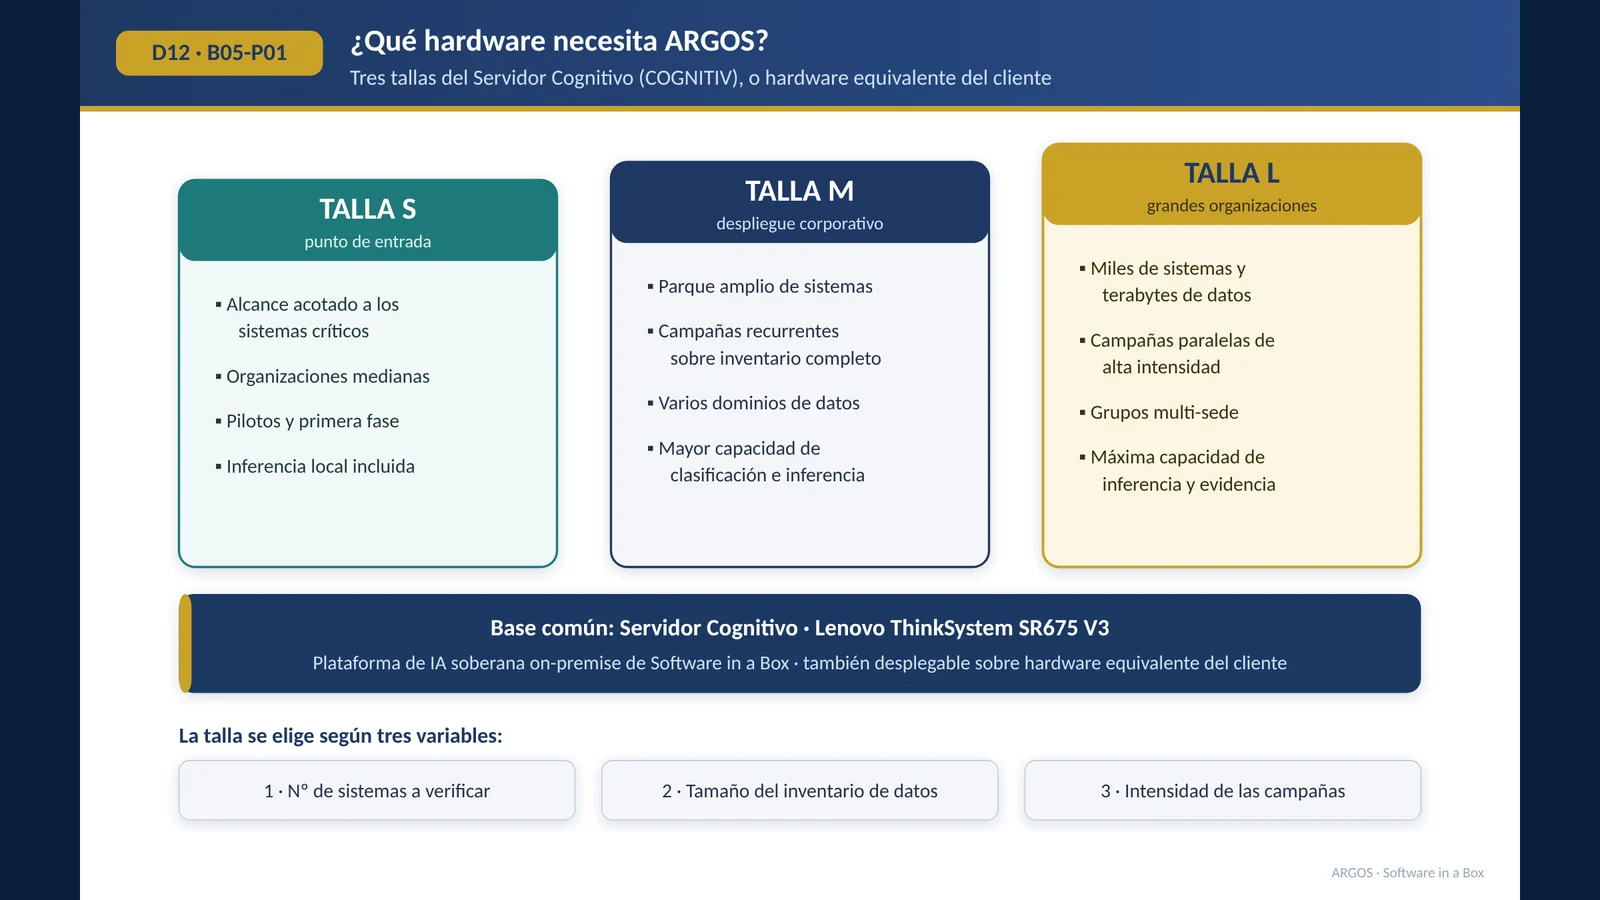 D12 · B05-P01
¿Qué hardware necesita ARGOS?
Tres tallas del Servidor Cognitivo (COGNITIV), o hardware equivalente del cliente
TALLA S
punto de entrada
▪ Alcance acotado a los
sistemas críticos
▪ Organizaciones medianas
▪ Pilotos y primera fase
▪ Inferencia local incluida
TALLA M
despliegue corporativo
▪ Parque amplio de sistemas
▪ Campañas recurrentes
sobre inventario completo
▪ Varios dominios de datos
▪ Mayor capacidad de
clasificación e inferencia
TALLA L
grandes organizaciones
▪ Miles de sistemas y
terabytes de datos
▪ Campañas paralelas de
alta intensidad
▪ Grupos multi-sede
▪ Máxima capacidad de
inferencia y evidencia
Base común: Servidor Cognitivo · Lenovo ThinkSystem SR675 V3
Plataforma de IA soberana on-premise de Software in a Box · también desplegable sobre hardware equivalente del cliente
La talla se elige según tres variables:
1 · Nº de sistemas a verificar
2 · Tamaño del inventario de datos
3 · Intensidad de las campañas
ARGOS · Software in a Box